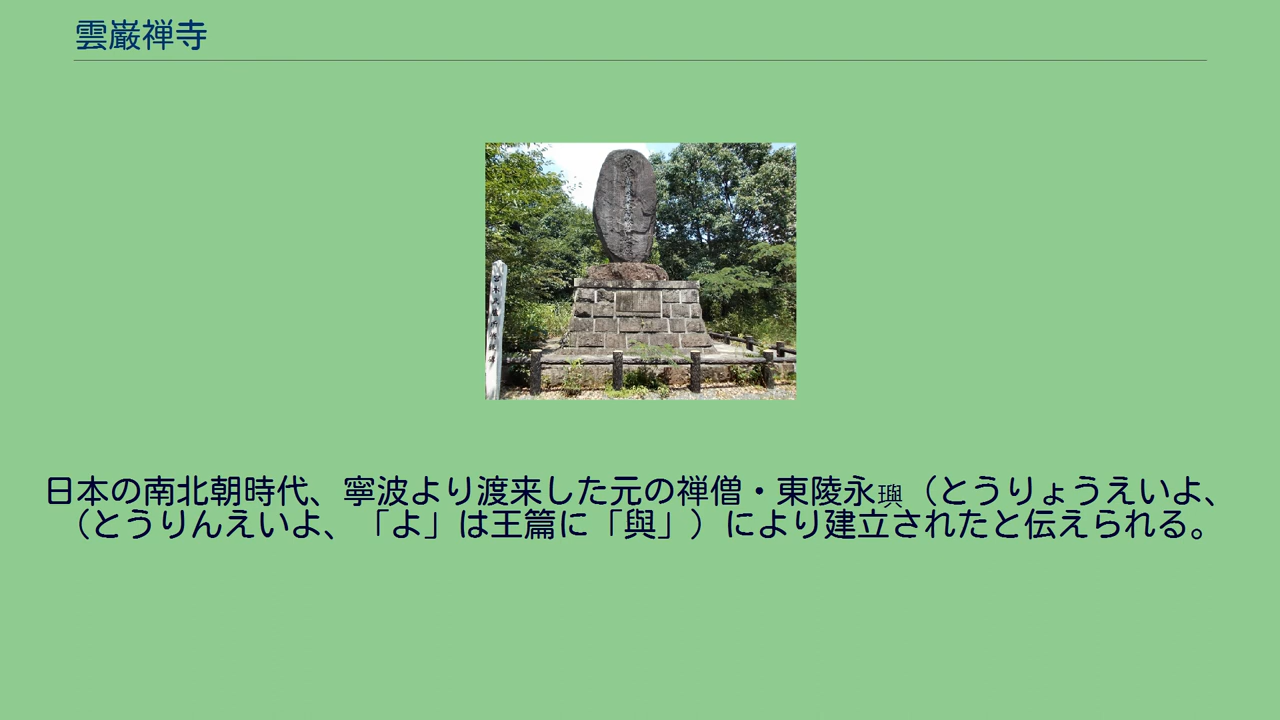 雲巌禅寺
日本の南北朝時代、寧波より渡来した元の禅僧・東陵永璵（とうりょうえいよ、
（とうりんえいよ、「よ」は王篇に「與」）により建立されたと伝えられる。